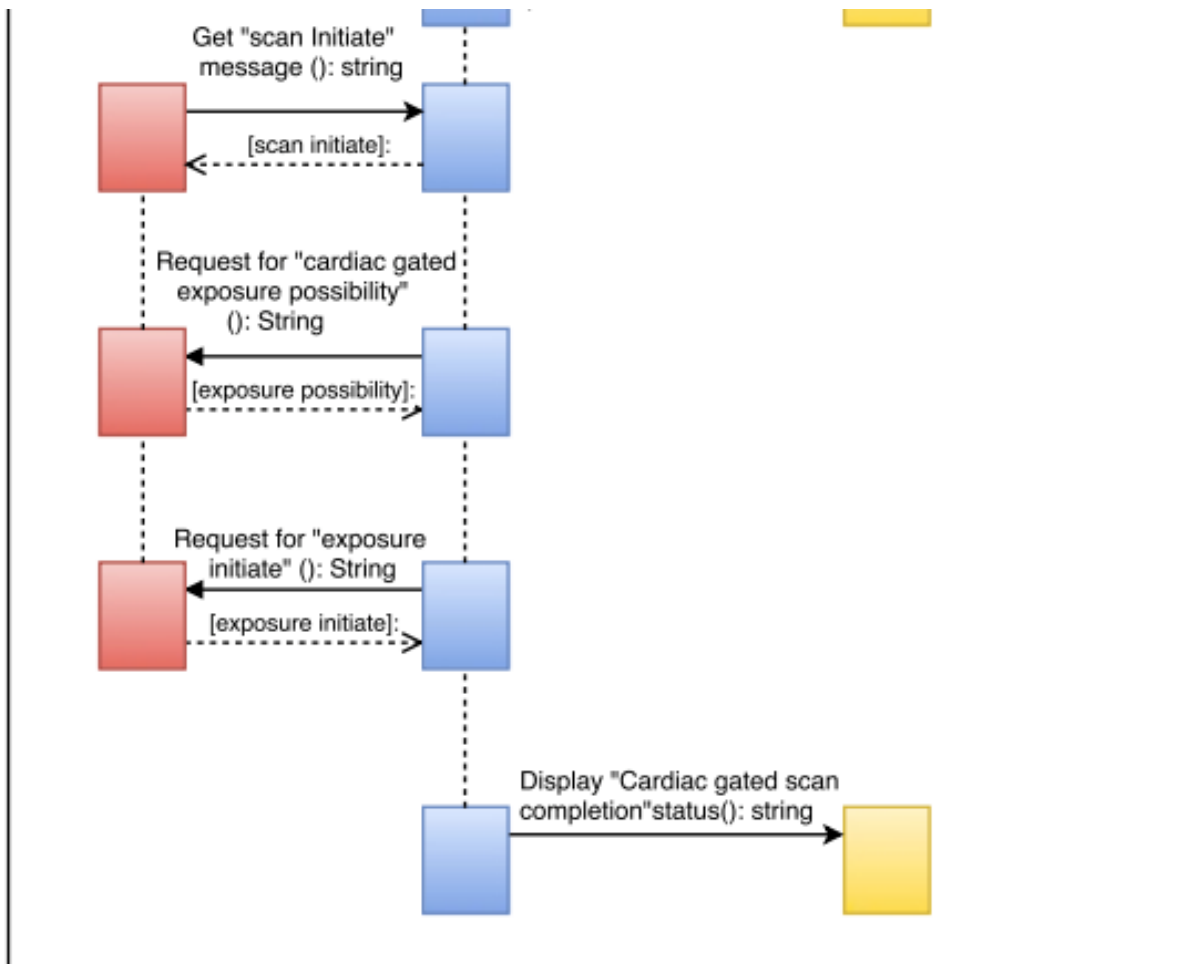 Get "scan Initiate"
message (): string
[scan initiate]:
Request for "cardiac gated
exposure possibility"
(): String
[exposure possibility]:
Request for "exposure
initiate" (): String
[exposure initiate]:
Display "Cardiac gated scan
completion"status(): string